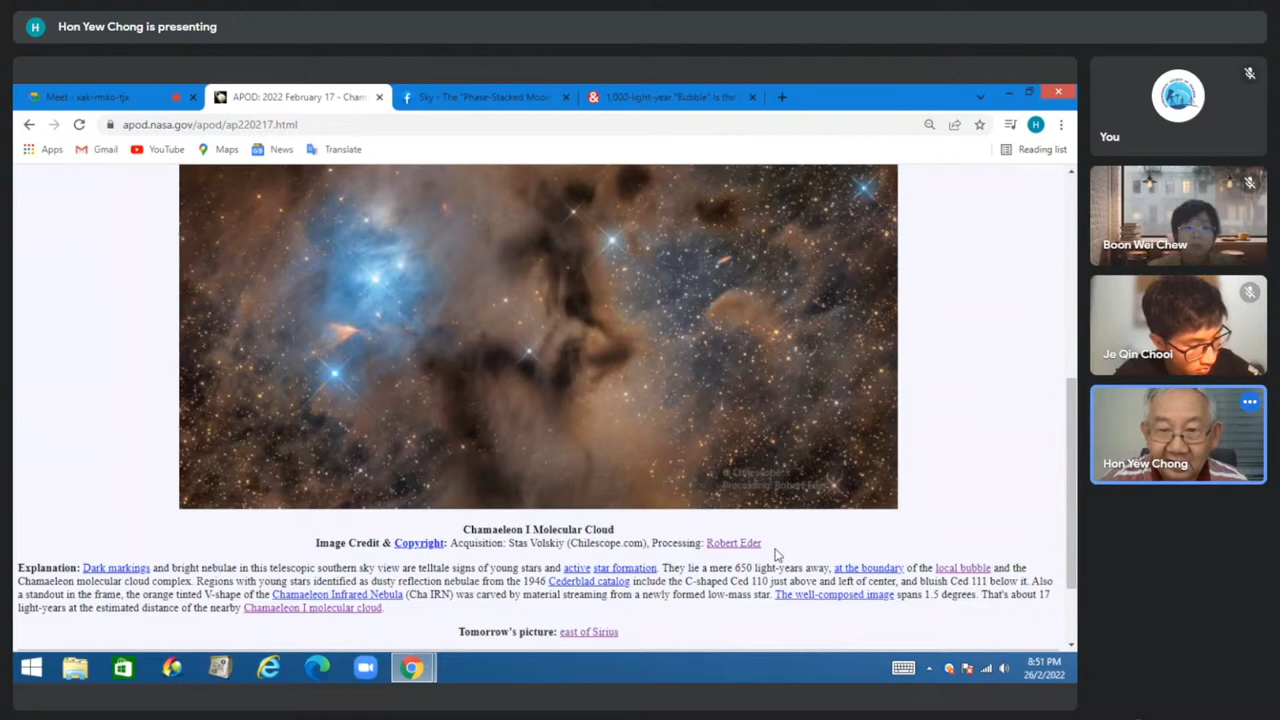 H
Hon Yew Chong is presenting
Meet - xak-rmko-tjx
APOD: 2022 February 17 - Cham
Sky - The "Phase-Stacked Moon
1,000-light-year "Bubble" Is the
apod.nasa.gov/apod/ap220217.html
H
Apps
Gmail
YouTube
Maps
News
Translate
Reading list
© Chilescope
Processing: Robert Eder
Chamaeleon I Molecular Cloud
Image Credit & Copyright: Acquisition: Stas Volskiy (Chilescope.com), Processing: Robert Eder
Explanation: Dark markings and bright nebulae in this telescopic southern sky view are telltale signs of young stars and active star formation. They lie a mere 650 light-years away, at the boundary of the local bubble and the
Chamaeleon molecular cloud complex. Regions with young stars identified as dusty reflection nebulae from the 1946 Cederblad catalog include the C-shaped Ced 110 just above and left of center, and bluish Ced 111 below it. Also
a standout in the frame, the orange tinted V-shape of the Chamaeleon Infrared Nebula (Cha IRN) was carved by material streaming from a newly formed low-mass star. The well-composed image spans 1.5 degrees. That's about 17
light-years at the estimated distance of the nearby Chamaeleon I molecular cloud.
Tomorrow's picture: east of Sirius
8:51 PM
26/2/2022
You
Boon Wei Chew
Je Qin Chooi
Hon Yew Chong